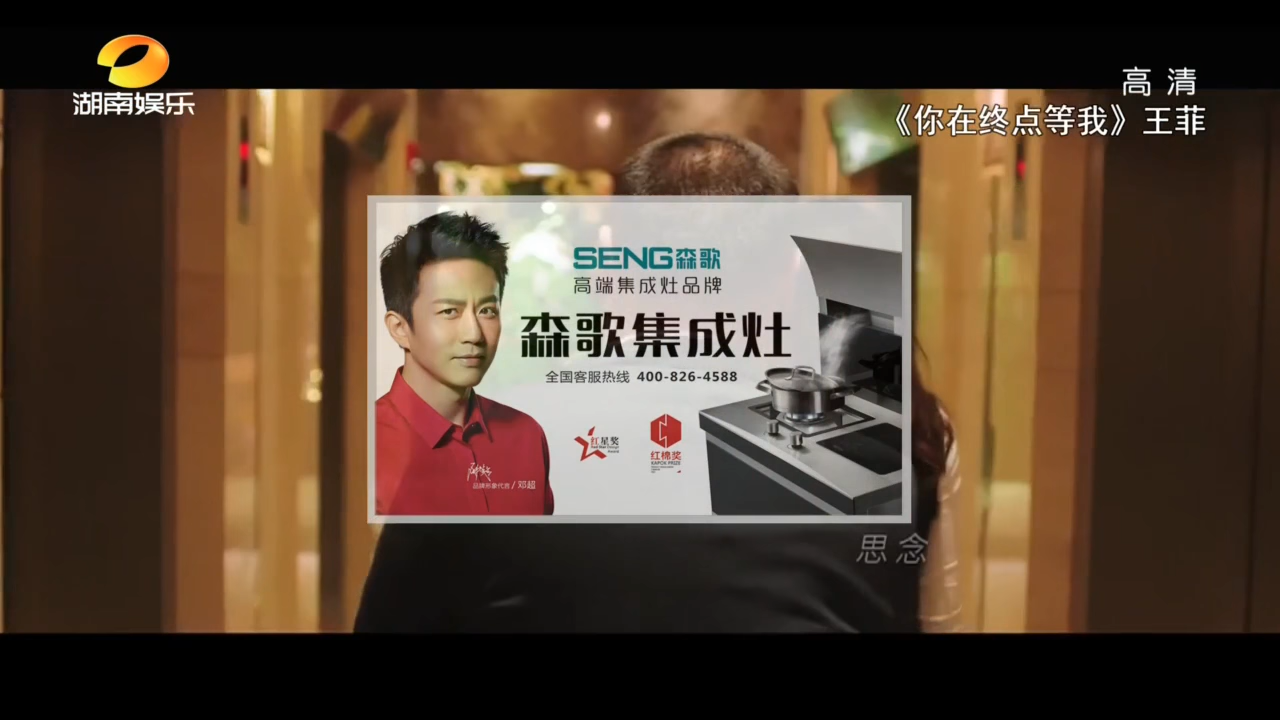 湖南娱乐
高清
《你在终点等我》王菲
SENG森歌
高端集成灶品牌
森歌集成灶
全国客服热线 400-826-4588
红星奖
红棉奖
KAPOK PRIZE
品牌形象代言/邓超
思念